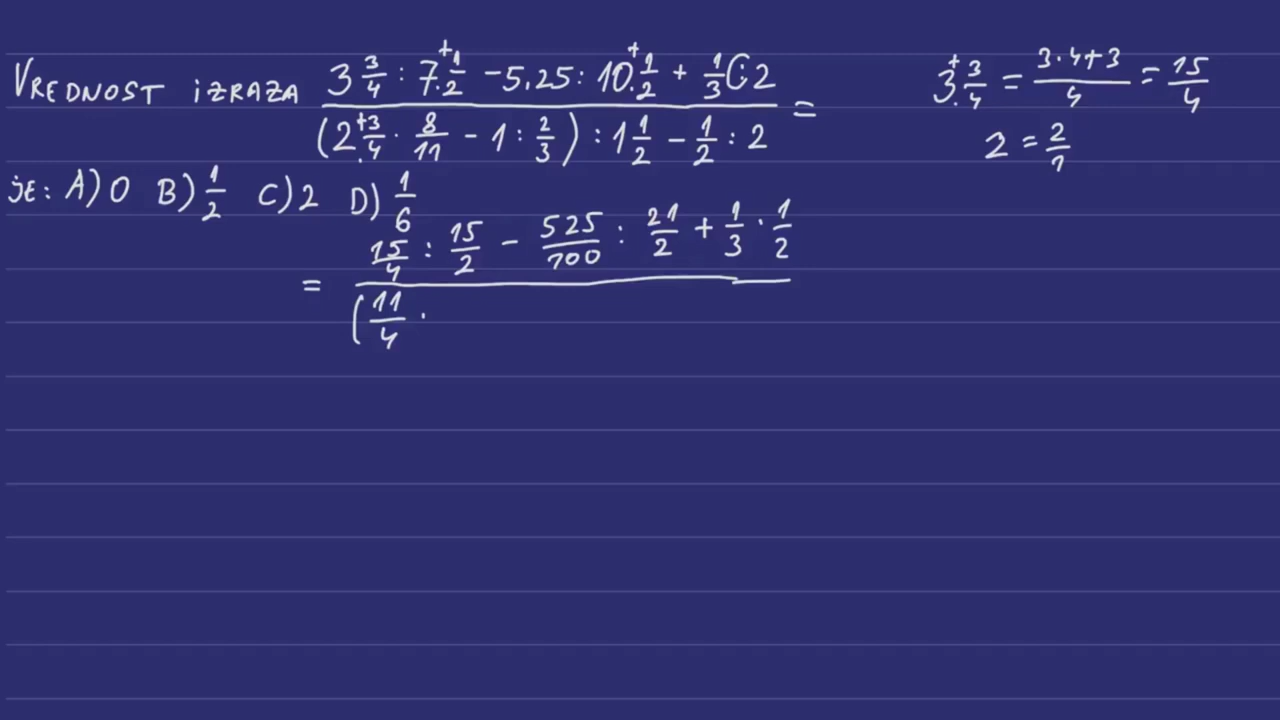 VREDNOST IZRAZA (3 3/4 : 7 1/2 - 5,25 : 10 1/2 + 1/3 : 2) / ((2 3/4 · 8/11 - 1 : 2/3) : 1 1/2 - 1/2 : 2) =
JE: A) 0 B) 1/2 C) 2 D) 1/6
= (15/4 : 15/2 - 525/100 : 21/2 + 1/3 · 1/2) / ((11/4 ·
3 3/4 = (3·4+3)/4 = 15/4
2 = 2/1